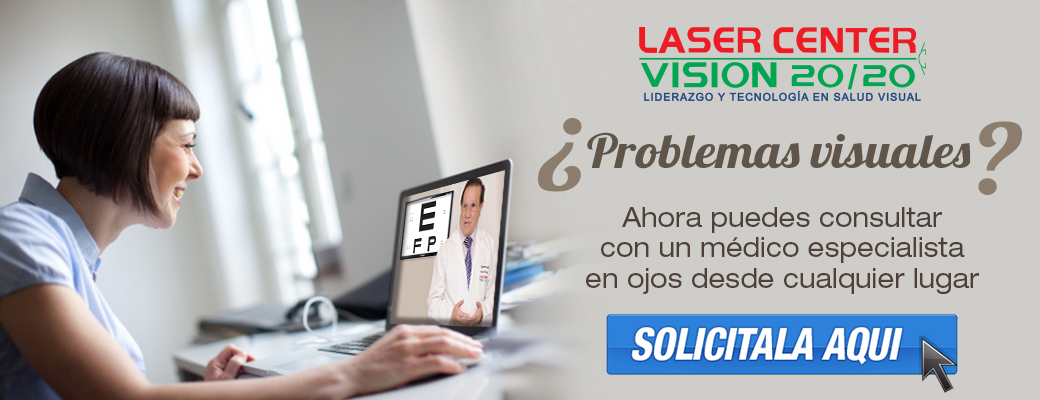 LASER CENTER
VISION 20/20
LIDERAZGO Y TECNOLOGÍA EN SALUD VISUAL
¿Problemas visuales?
Ahora puedes consultar
con un médico especialista
en ojos desde cualquier lugar
SOLICITALA AQUI
E
F P